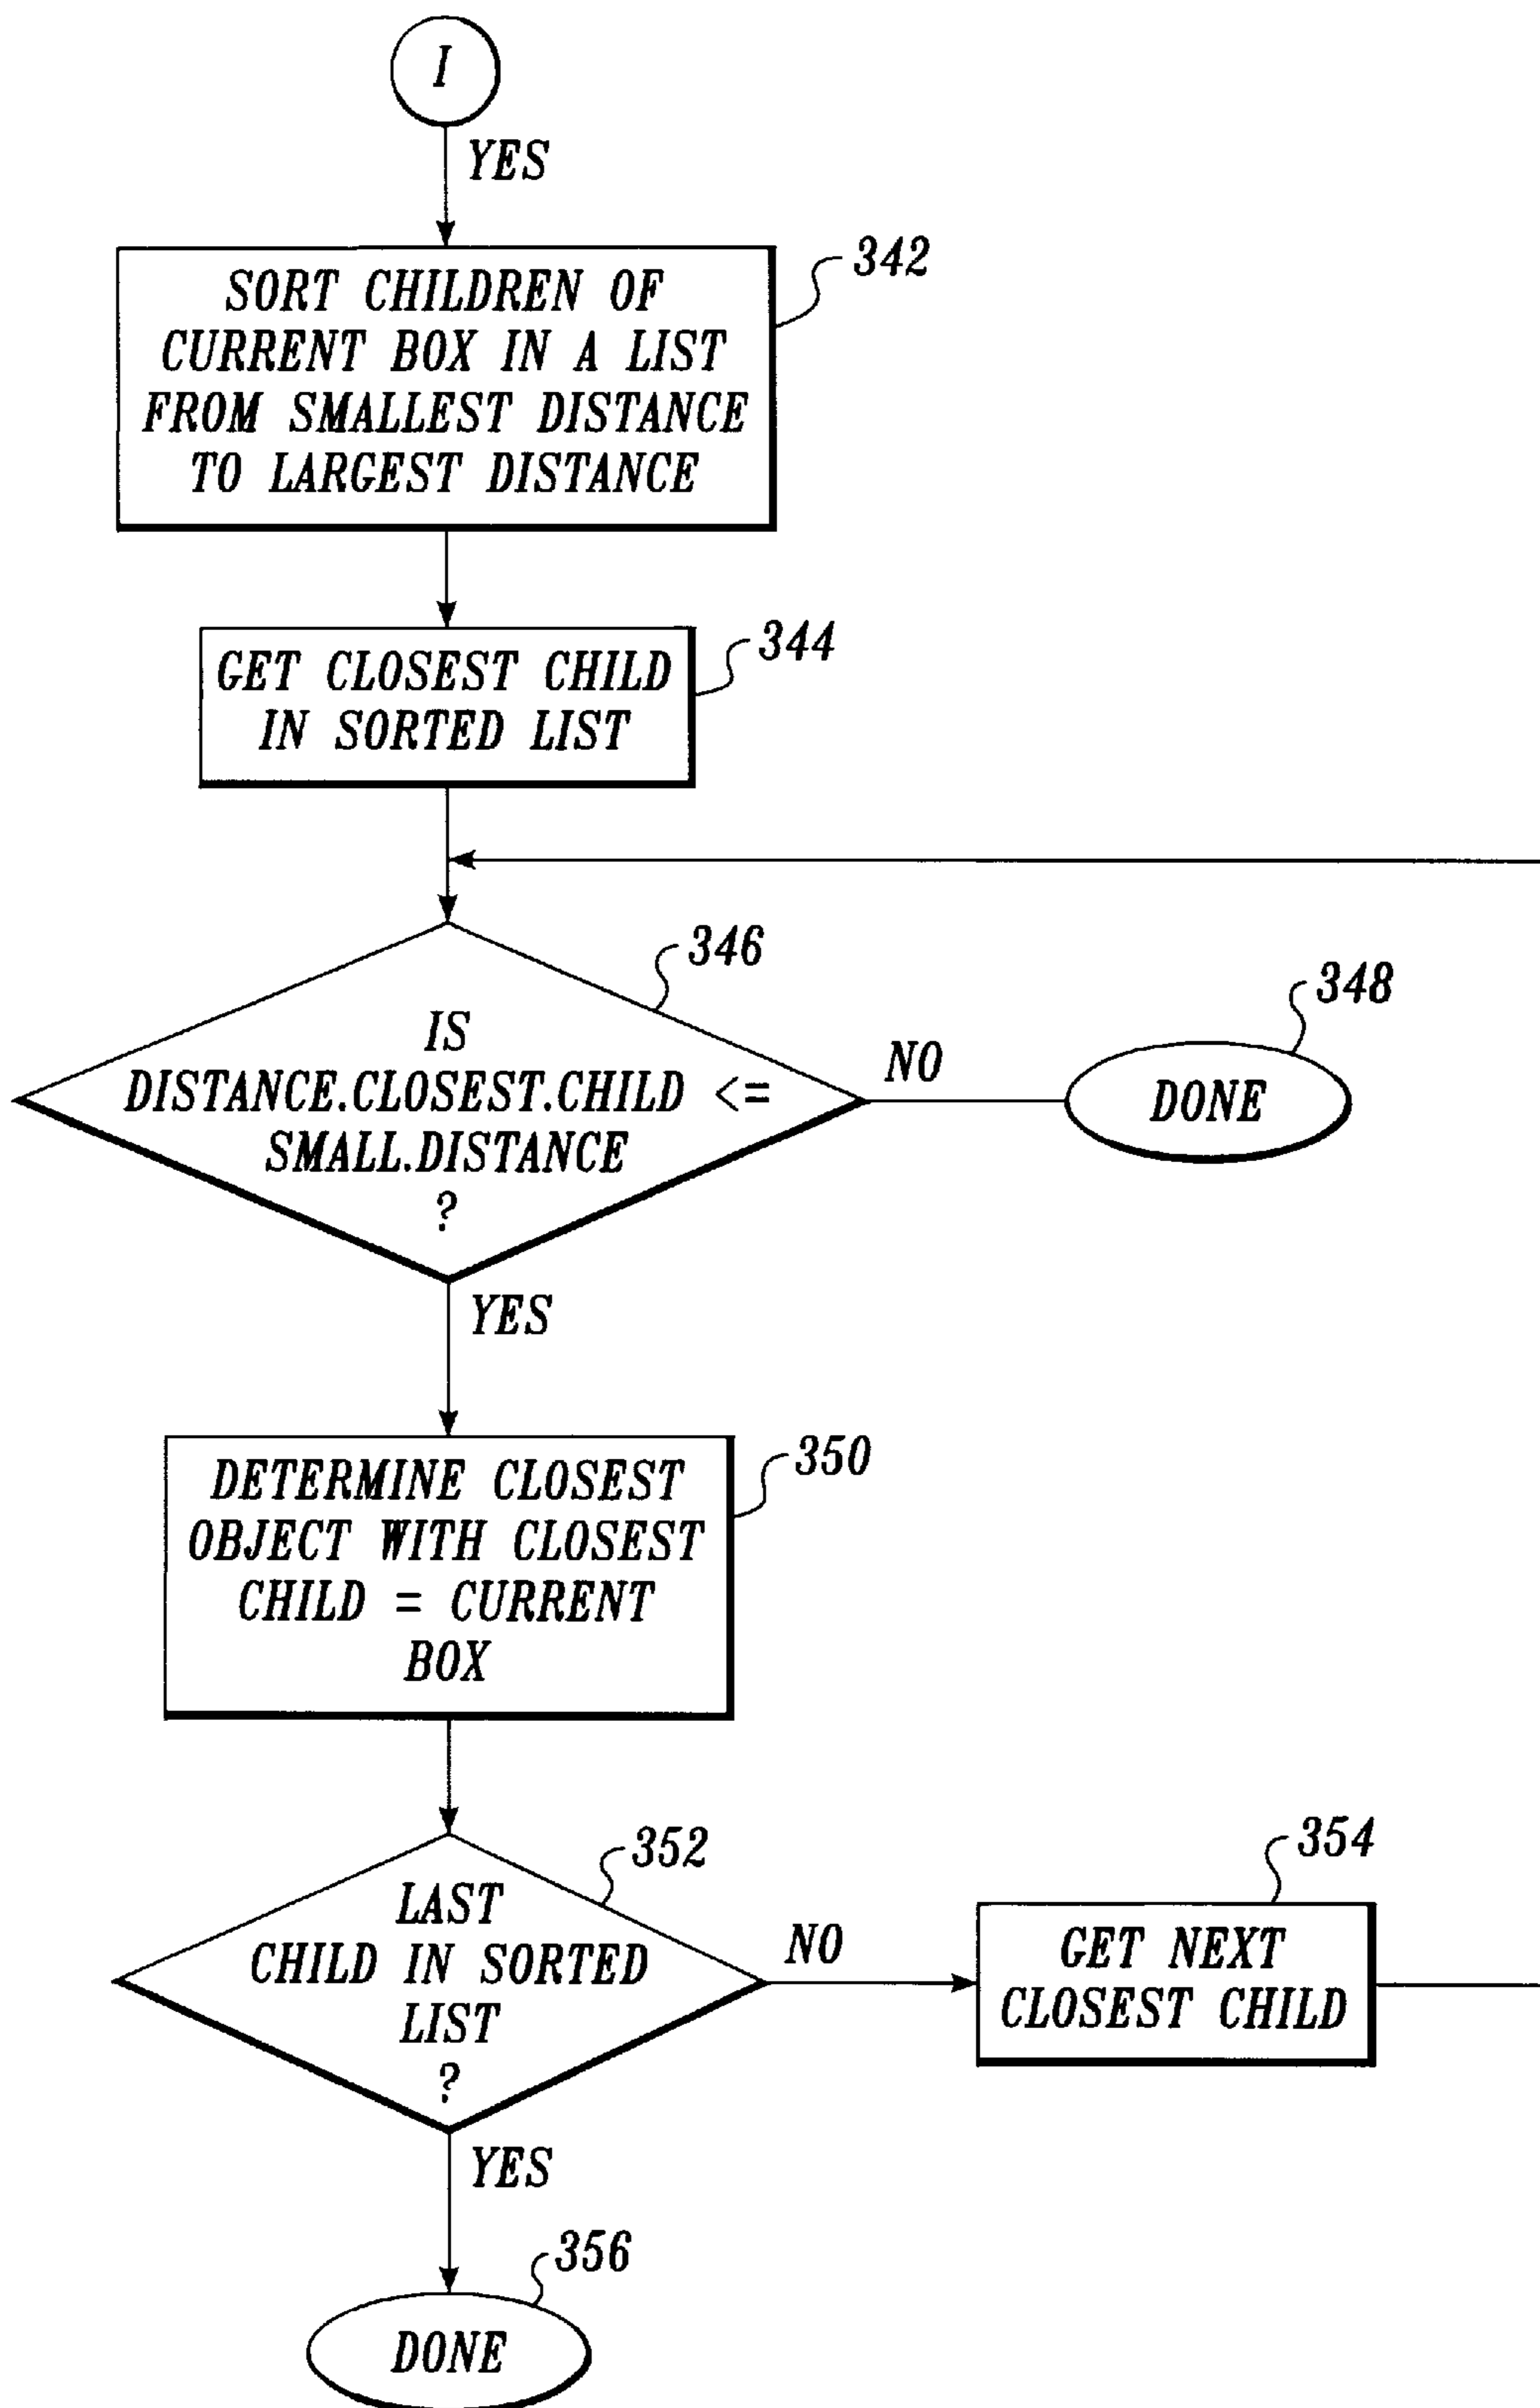 I
YES
342
SORT CHILDREN OF
CURRENT BOX IN A LIST
FROM SMALLEST DISTANCE
TO LARGEST DISTANCE
344
GET CLOSEST CHILD
IN SORTED LIST
346
IS
DISTANCE.CLOSEST.CHILD <=
SMALL.DISTANCE
?
NO
348
DONE
YES
350
DETERMINE CLOSEST
OBJECT WITH CLOSEST
CHILD = CURRENT
BOX
352
LAST
CHILD IN SORTED
LIST
?
NO
354
GET NEXT
CLOSEST CHILD
YES
356
DONE